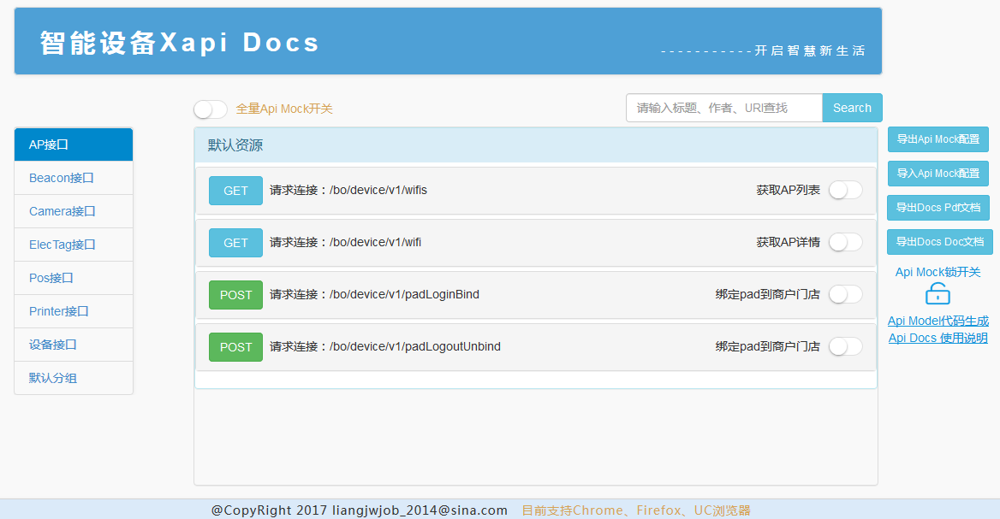 智能设备Xapi Docs
-----------开启智慧新生活
全量Api Mock开关
请输入标题、作者、URI查找
Search
AP接口
Beacon接口
Camera接口
ElecTag接口
Pos接口
Printer接口
设备接口
默认分组
默认资源
GET 请求连接：/bo/device/v1/wifis 获取AP列表
GET 请求连接：/bo/device/v1/wifi 获取AP详情
POST 请求连接：/bo/device/v1/padLoginBind 绑定pad到商户门店
POST 请求连接：/bo/device/v1/padLogoutUnbind 绑定pad到商户门店
导出Api Mock配置
导入Api Mock配置
导出Docs Pdf文档
导出Docs Doc文档
Api Mock锁开关
Api Model代码生成
Api Docs 使用说明
@CopyRight 2017 liangjwjob_2014@sina.com 目前支持Chrome、Firefox、UC浏览器